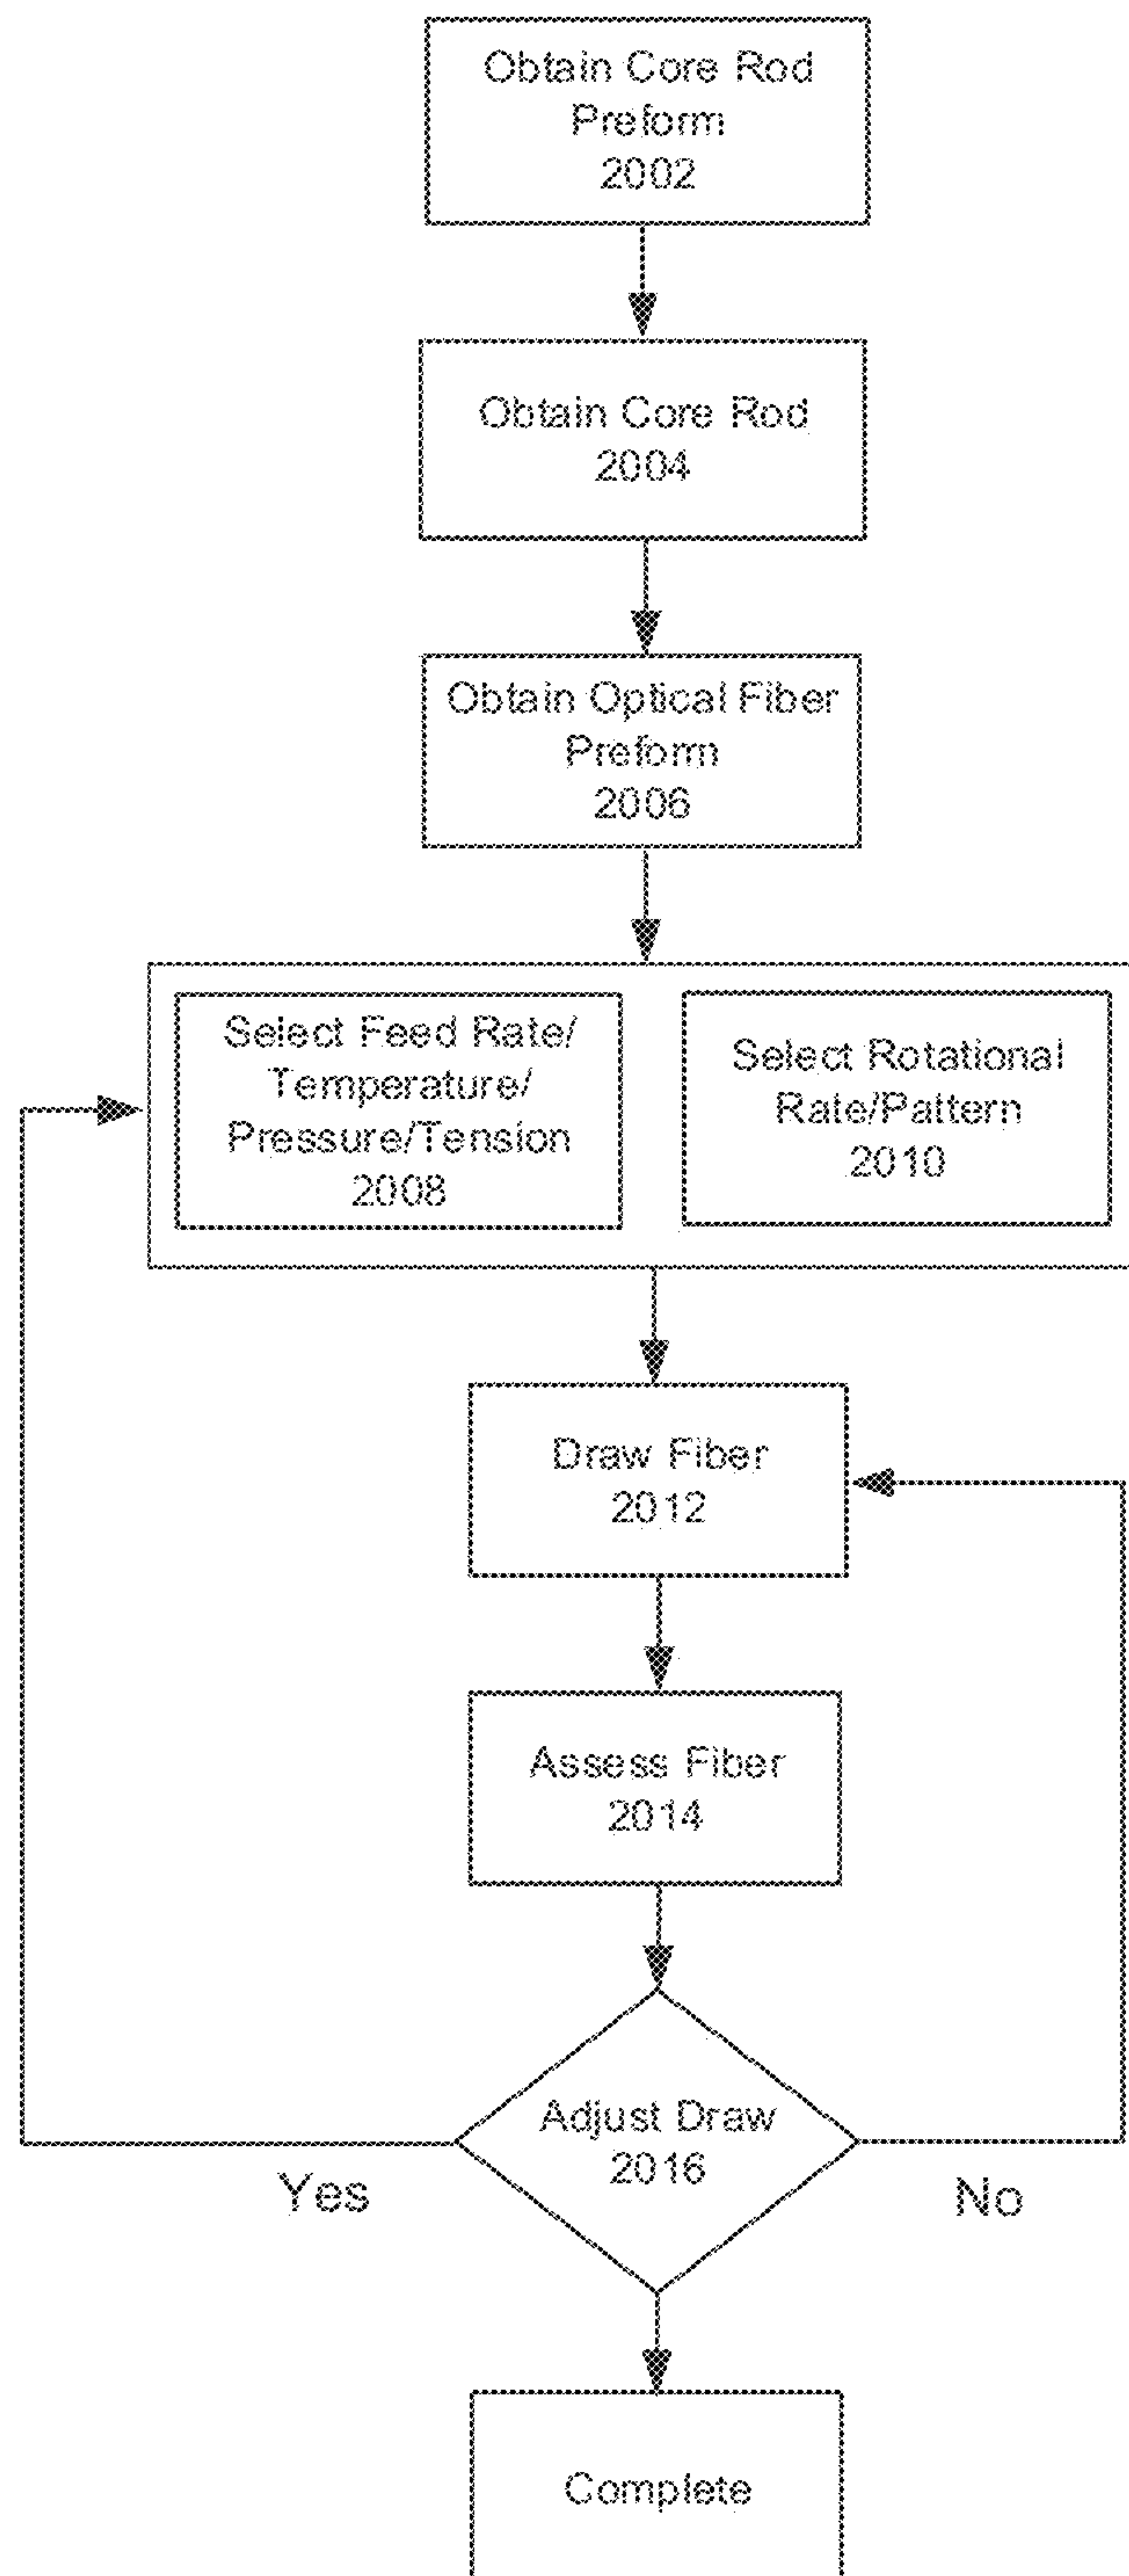 Obtain Core Rod
Preform
2002
Obtain Core Rod
2004
Obtain Optical Fiber
Preform
2006
Select Feed Rate/
Temperature/
Pressure/Tension
2008
Select Rotational
Rate/Pattern
2010
Draw Fiber
2012
Assess Fiber
2014
Adjust Draw
2016
Yes
No
Complete